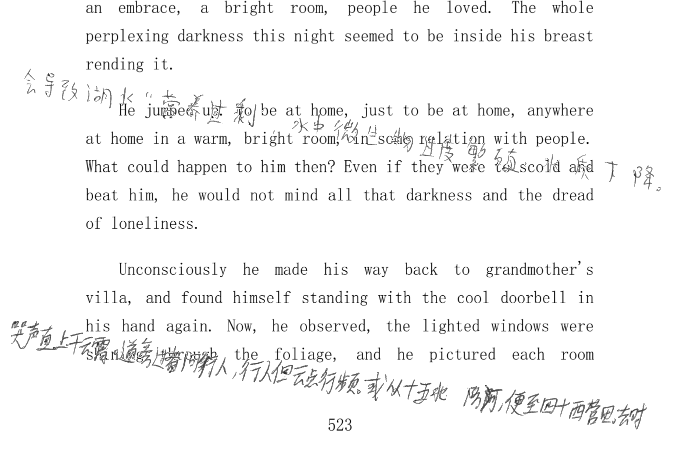 an embrace, a bright room, people he loved. The whole
perplexing darkness this night seemed to be inside his breast
rending it.
会导致湖水“营养过剩 水中微生物过度繁殖，水质下降。
He jumped up. To be at home, just to be at home, anywhere
at home in a warm, bright room, in some relation with people.
What could happen to him then? Even if they were to scold and
beat him, he would not mind all that darkness and the dread
of loneliness.
Unconsciously he made his way back to grandmother's
villa, and found himself standing with the cool doorbell in
his hand again. Now, he observed, the lighted windows were
through the foliage, and he pictured each room
哭声直上干云霄，道旁过者问行人，行人但云点行频。或从十五北防河，便至四十西营田。去时
523